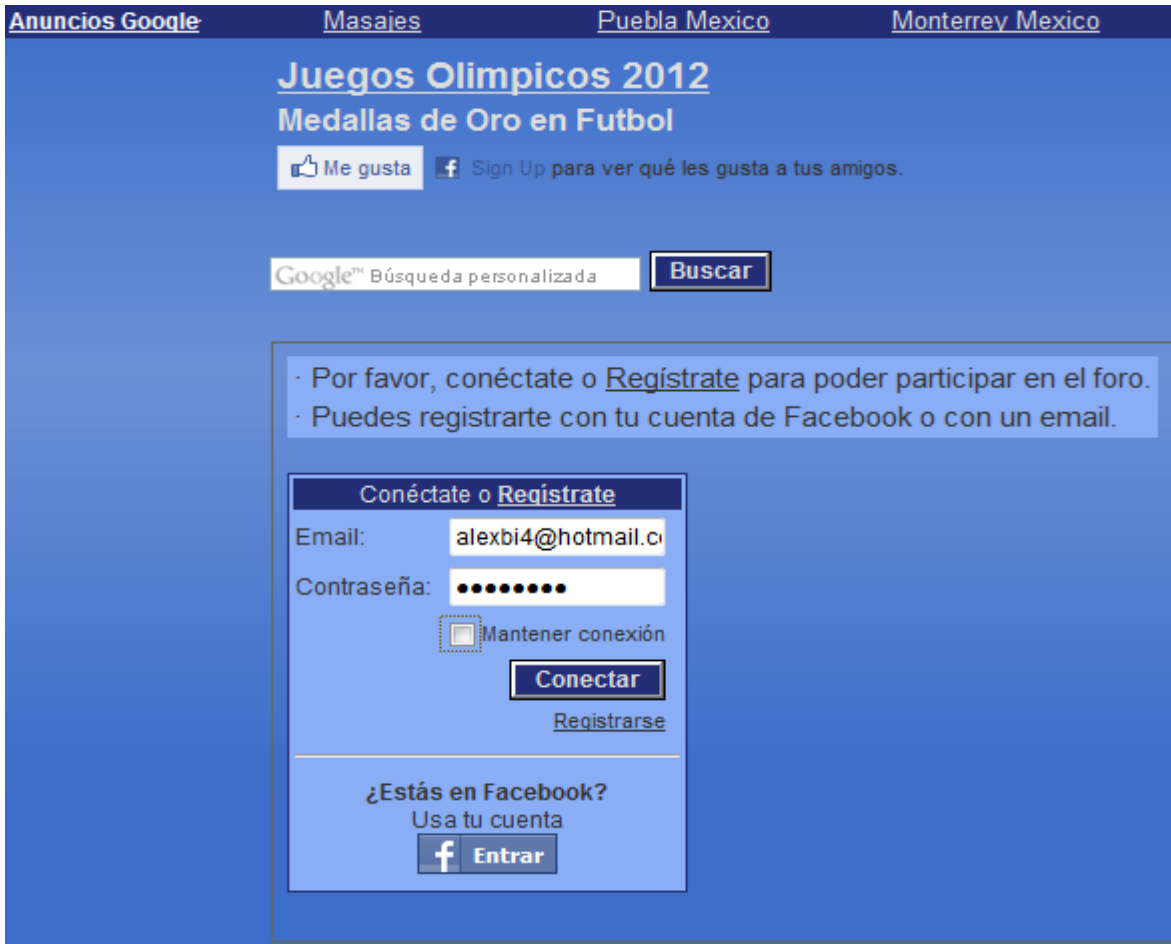 Anuncios Google Masajes Puebla Mexico Monterrey Mexico
Juegos Olimpicos 2012
Medallas de Oro en Futbol
Me gusta Sign Up para ver qué les gusta a tus amigos.
Google™ Búsqueda personalizada Buscar
· Por favor, conéctate o Regístrate para poder participar en el foro.
· Puedes registrarte con tu cuenta de Facebook o con un email.
Conéctate o Regístrate
Email: alexbi4@hotmail.c
Contraseña: ••••••••
Mantener conexión
Conectar
Registrarse
¿Estás en Facebook?
Usa tu cuenta
f Entrar